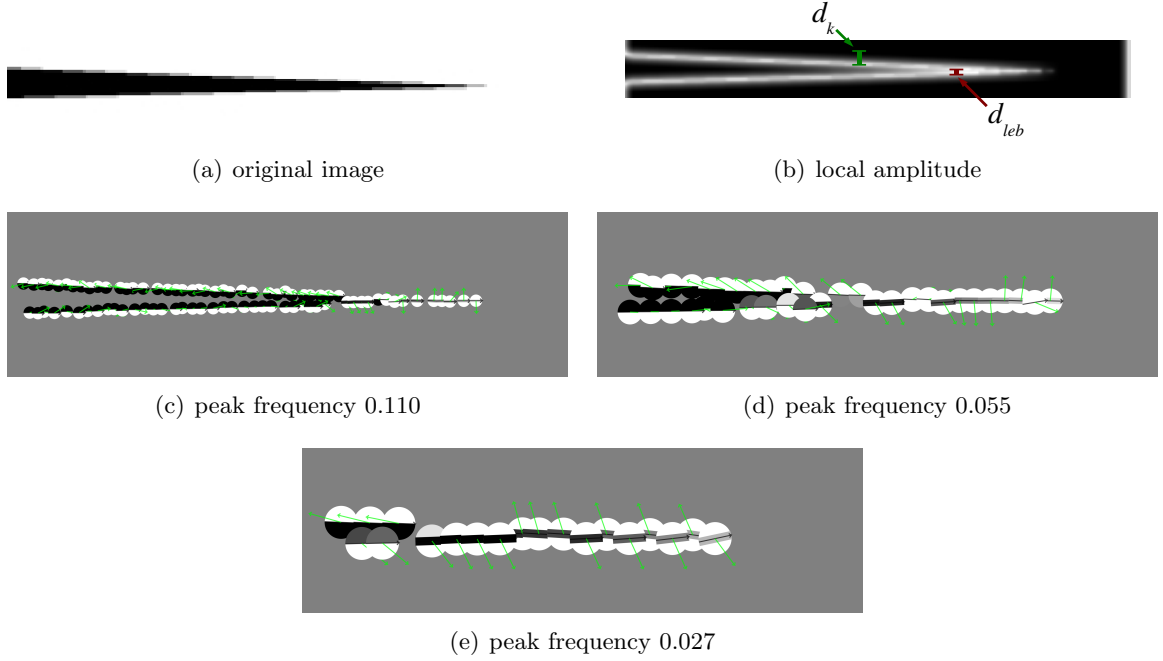 d_k
d_leb
(a) original image
(b) local amplitude
(c) peak frequency 0.110
(d) peak frequency 0.055
(e) peak frequency 0.027